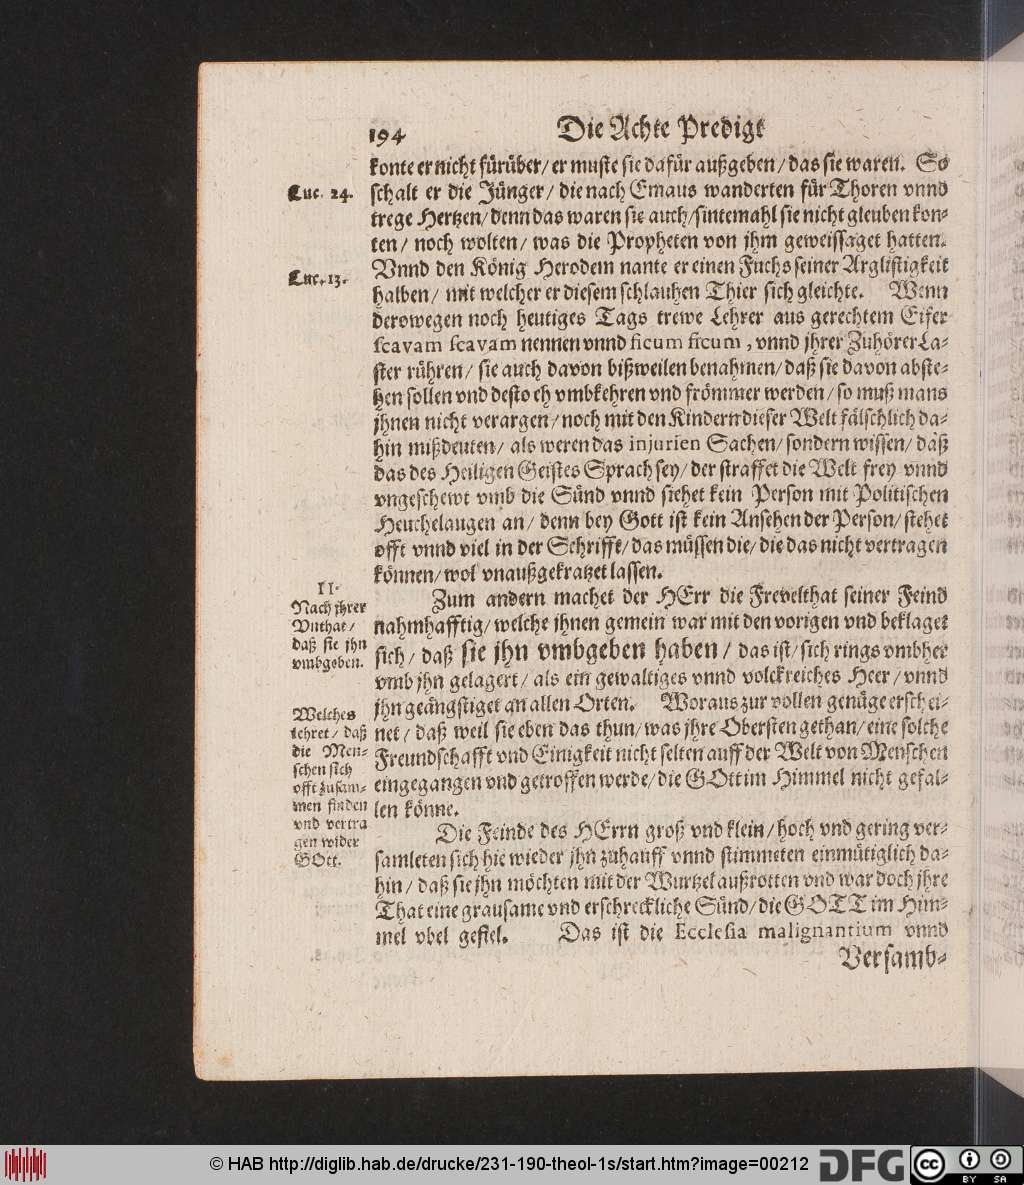 194
Die Achte Predigt
konte er nicht fürüber/ er muste sie dafür außgeben/ das sie waren. So
Luc. 24.
schalt er die Jünger/ die nach Emaus wanderten für Thoren vnnd
trege Hertzen/ denn das waren sie auch/ sintemahl sie nicht gleuben kon-
ten/ noch wolten/ was die Propheten von jhm geweissaget hatten.
Luc. 13.
Vnnd den König Herodem nante er einen Fuchs seiner Arglistigkeit
halben/ mit welcher er diesem schlauhen Thier sich gleichte. Wenn
derowegen noch heutiges Tags trewe Lehrer aus gerechtem Eifer
scavam scavam nennen vnnd ficum ficum, vnnd jhrer Zuhörer La-
ster rühren/ sie auch davon bißweilen benahmen/ daß sie davon abste-
hen sollen vnd desto eh vmbkehren vnd frömmer werden/ so muß mans
jhnen nicht verargen/ noch mit den Kindern dieser Welt fälschlich da-
hin mißdeuten/ als weren das injurien Sachen/ sondern wissen/ daß
das des Heiligen Geistes Sprach sey/ der straffet die Welt frey vnnd
vngeschewt vmb die Sünd vnnd siehet kein Person mit Politischen
Heuchelaugen an/ denn bey Gott ist kein Ansehen der Person/ stehet
offt vnnd viel in der Schrifft/ das müssen die/ die das nicht vertragen
können/ wol vnaußgekratzet lassen.
II.
Nach jhrer
Vnthat/
daß sie jhn
vmbgeben.
Zum andern machet der HErr die Frevelthat seiner Feind
nahmhafftig/ welche jhnen gemein war mit den vorigen vnd beklaget
sich/ daß sie jhn vmbgeben haben/ das ist/ sich rings vmbher
vmb jhn gelagert/ als ein gewaltiges vnnd volckreiches Heer/ vnnd
jhn geängstiget an allen Orten. Woraus zur vollen genüge erschei-
net/ daß weil sie eben das thun/ was jhre Obersten gethan/ eine solche
Freundschafft vnd Einigkeit nicht selten auff der Welt von Menschen
eingegangen vnd getroffen werde/ die GOtt im Himmel nicht gefal-
len könne.
Welches
lehret/ daß
die Men-
schen sich
offt zusam-
men finden
vnd vertra
gen wider
GOtt.
Die Feinde des HErrn groß vnd klein/ hoch vnd gering ver-
samleten sich hie wieder jhn zuhauff vnnd stimmeten einmütiglich da-
hin/ daß sie jhn möchten mit der Wurtzel außrotten vnd war doch jhre
That eine grausame vnd erschreckliche Sünd/ die GOTT im Him-
mel vbel gefiel. Das ist die Ecclesia malignantium vnnd
Versamb-
© HAB http://diglib.hab.de/drucke/231-190-theol-1s/start.htm?image=00212
DFG
cc
BY SA